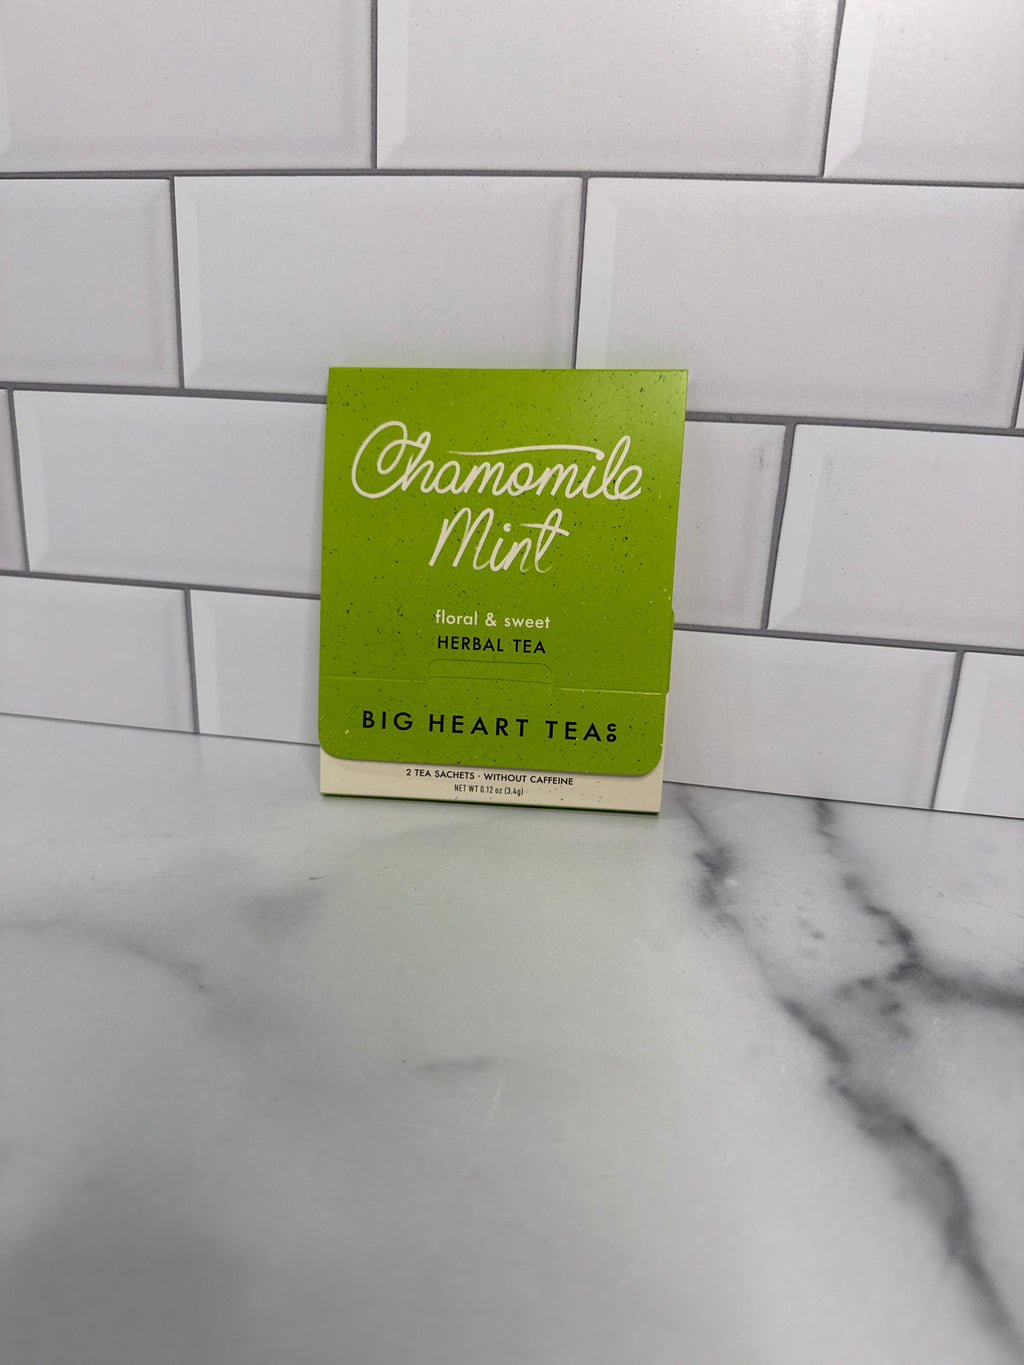 Chamomile
Mint
floral & sweet
HERBAL TEA
BIG HEART TEA CO
2 TEA SACHETS · WITHOUT CAFFEINE
NET WT 0.12 oz (3.4g)